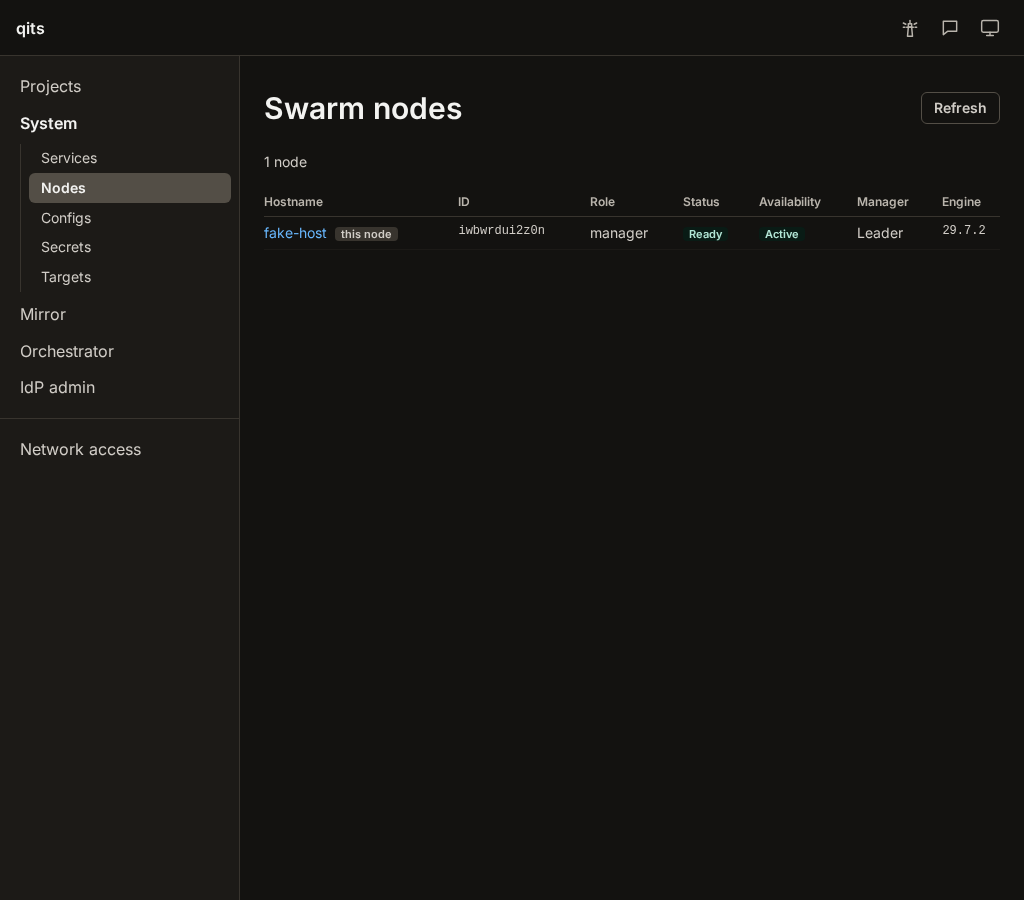 qits
Projects
System
Services
Nodes
Configs
Secrets
Targets
Mirror
Orchestrator
IdP admin
Network access
Swarm nodes
Refresh
1 node
Hostname ID Role Status Availability Manager Engine
fake-host this node iwbwrdui2z0n manager Ready Active Leader 29.7.2